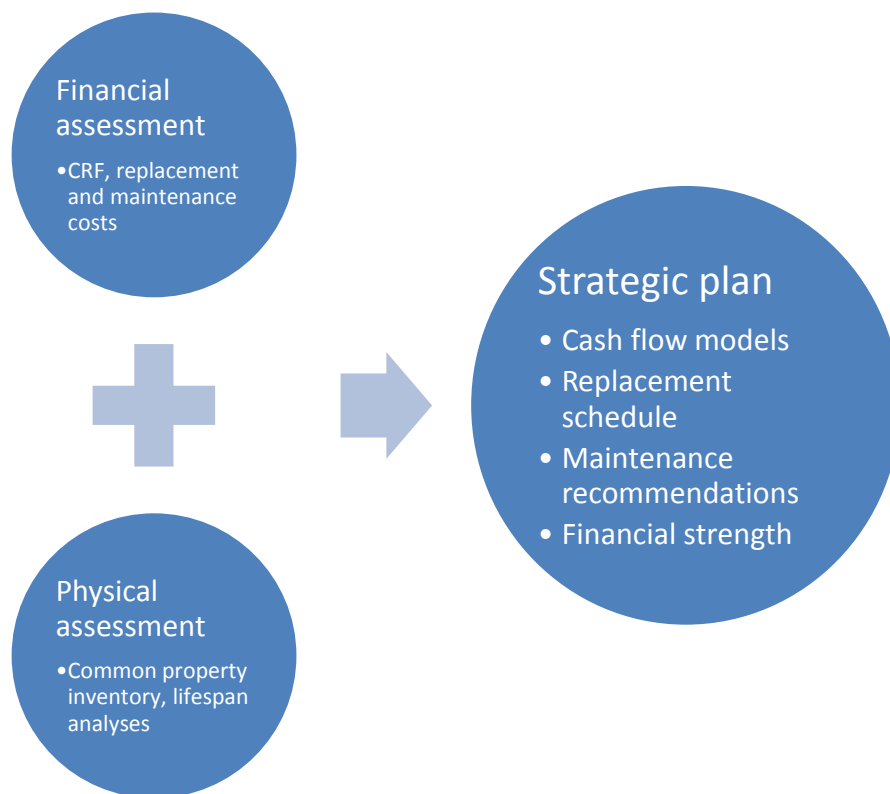 Financial
assessment
•CRF, replacement
and maintenance
costs
Physical
assessment
•Common property
inventory, lifespan
analyses
Strategic plan
• Cash flow models
• Replacement
schedule
• Maintenance
recommendations
• Financial strength